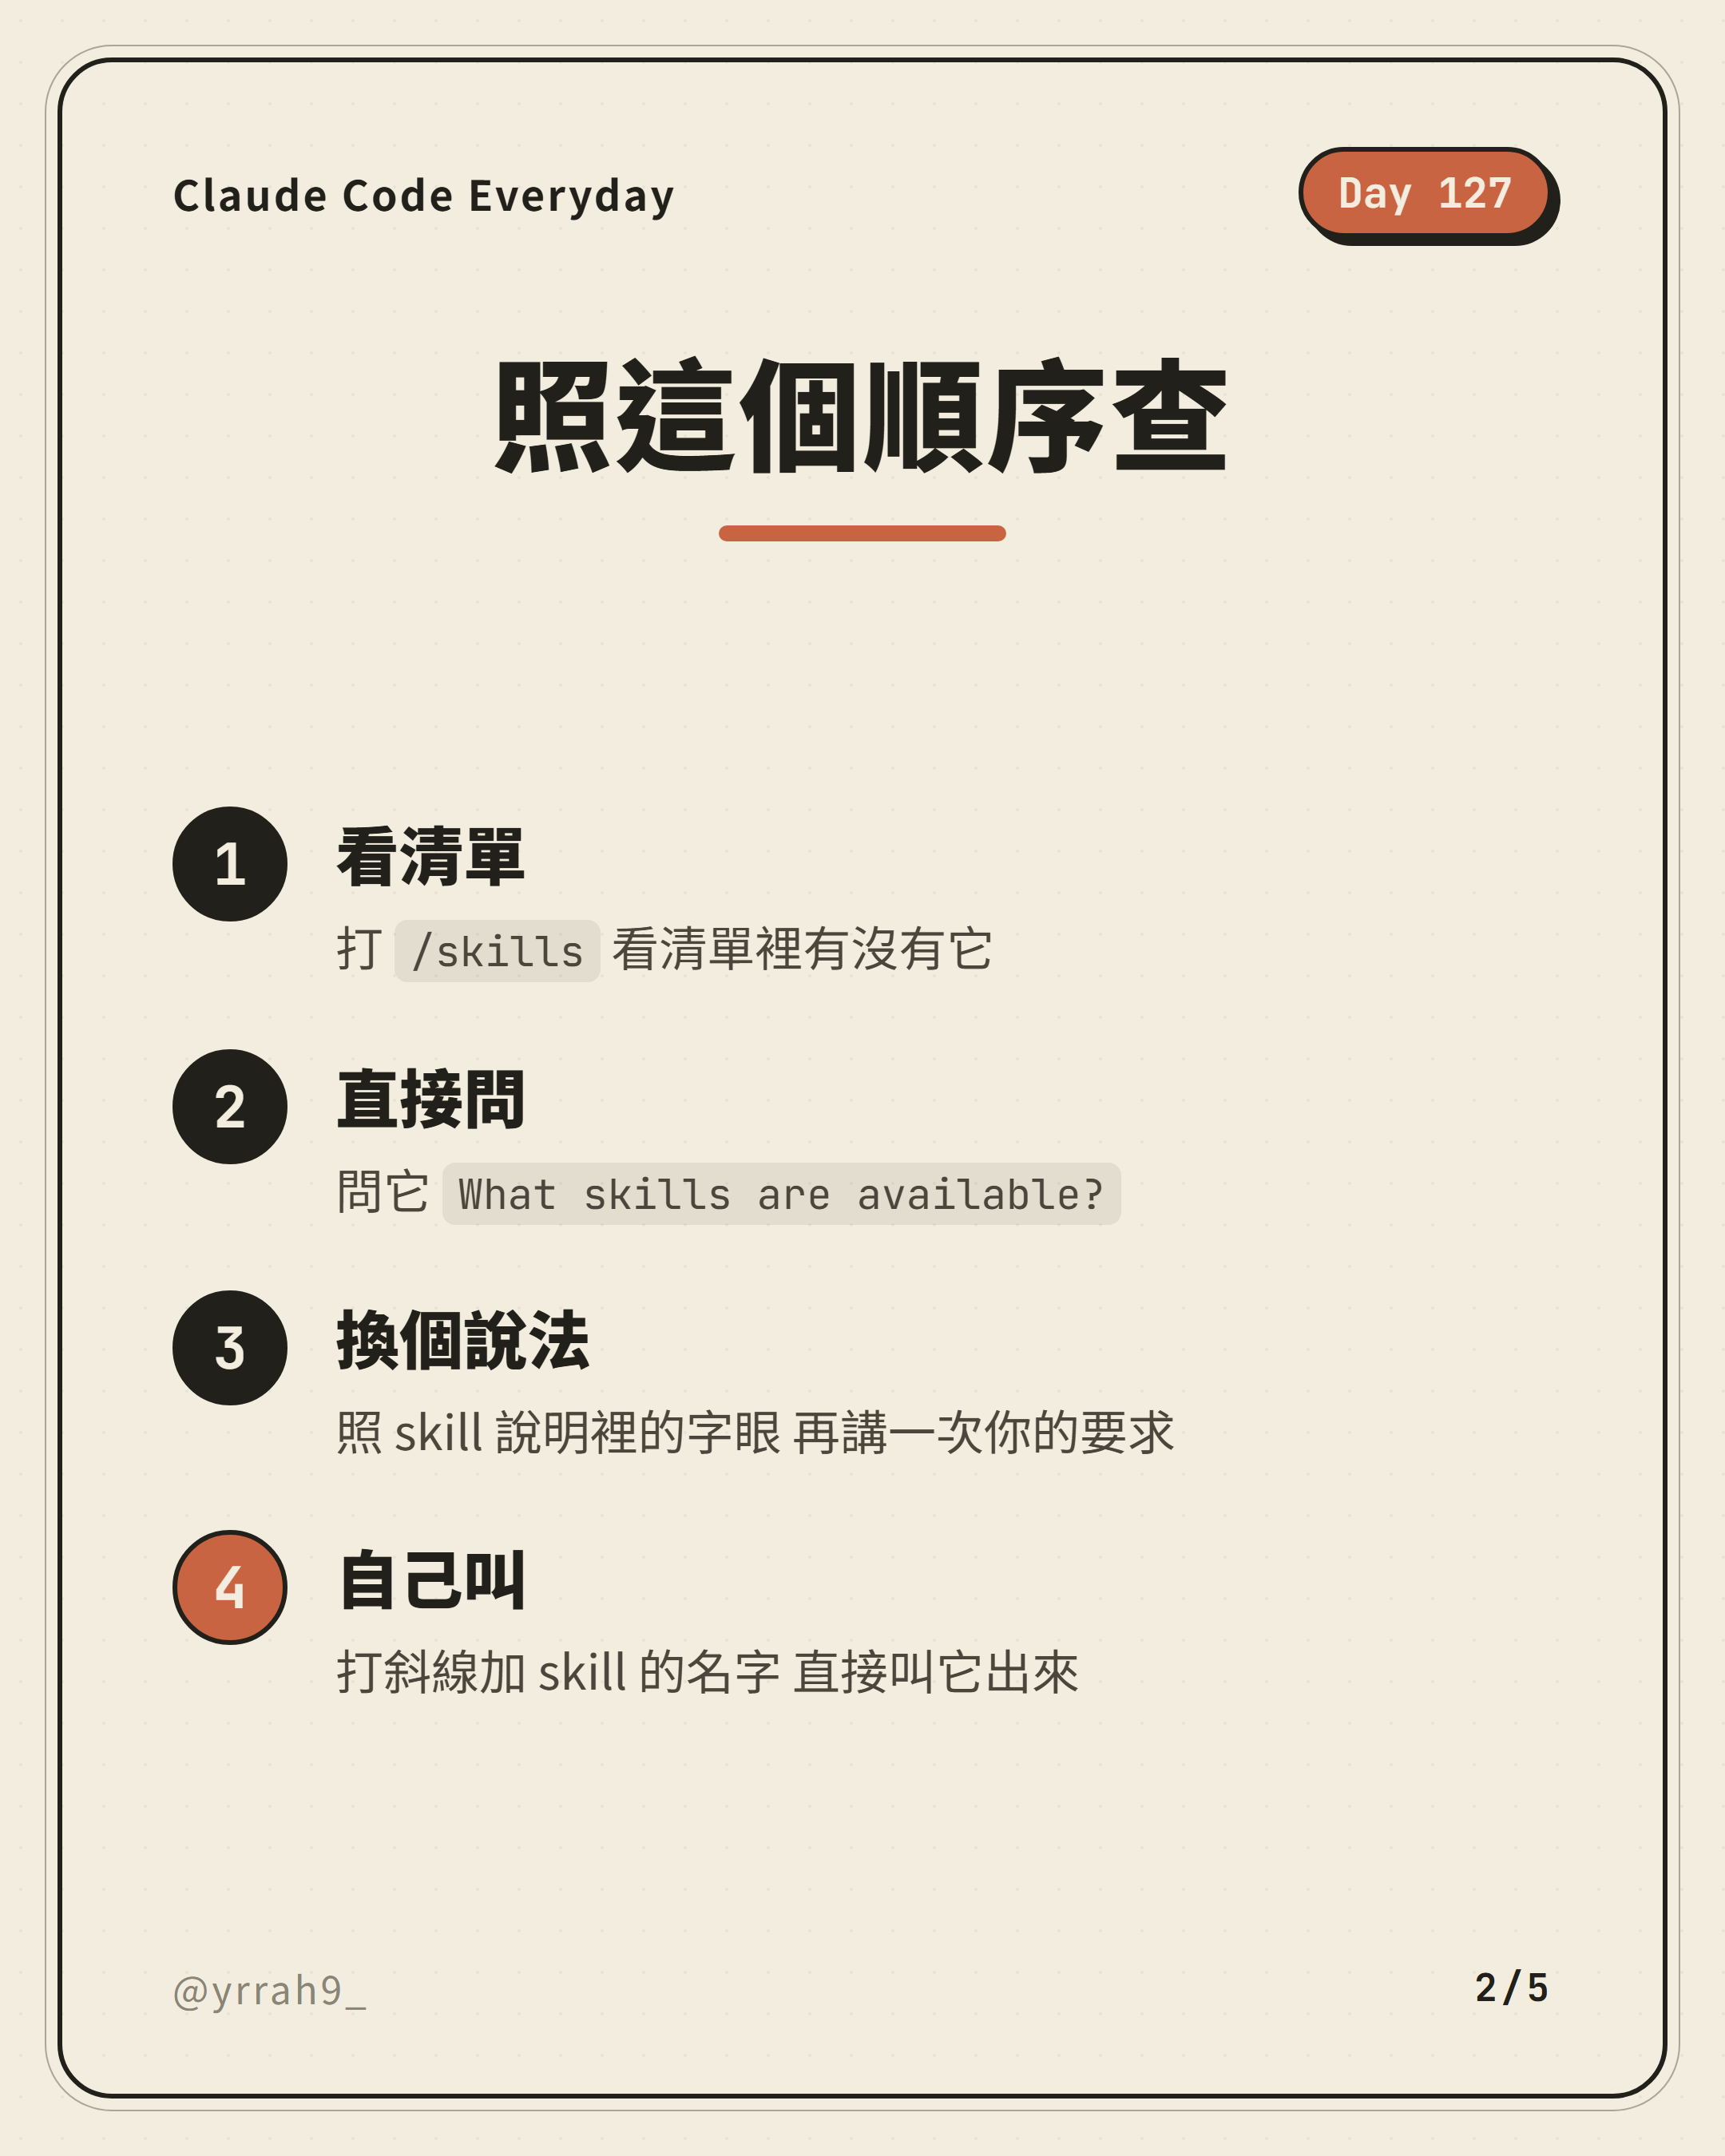 Claude Code Everyday
Day 127
照這個順序查
1
看清單
打 /skills 看清單裡有沒有它
2
直接問
問它 What skills are available?
3
換個說法
照 skill 說明裡的字眼 再講一次你的要求
4
自己叫
打斜線加 skill 的名字 直接叫它出來
@yrrah9_
2/5